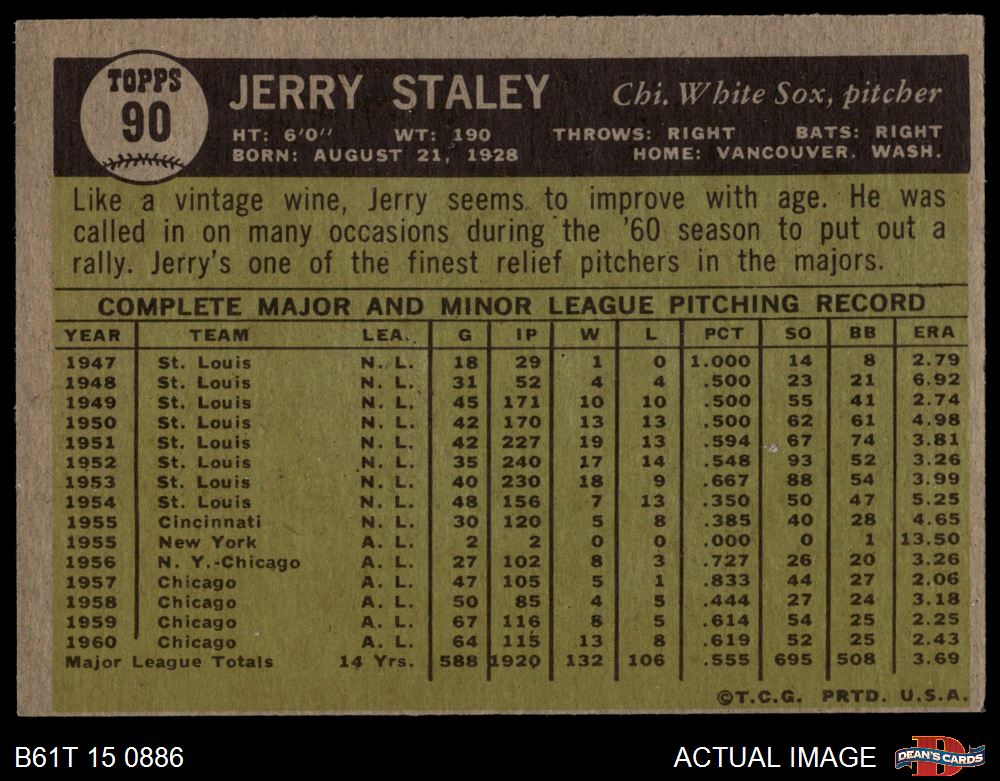 TOPPS
90
JERRY STALEY Chi. White Sox, pitcher
HT: 6'0" WT: 190 THROWS: RIGHT BATS: RIGHT
BORN: AUGUST 21, 1928 HOME: VANCOUVER. WASH.
Like a vintage wine, Jerry seems to improve with age. He was
called in on many occasions during the '60 season to put out a
rally. Jerry's one of the finest relief pitchers in the majors.
COMPLETE MAJOR AND MINOR LEAGUE PITCHING RECORD
YEAR TEAM LEA. G IP W L PCT SO BB ERA
1947 St. Louis N. L. 18 29 1 0 1.000 14 8 2.79
1948 St. Louis N. L. 31 52 4 4 .500 23 21 6.92
1949 St. Louis N. L. 45 171 10 10 .500 55 41 2.74
1950 St. Louis N. L. 42 170 13 13 .500 62 61 4.98
1951 St. Louis N. L. 42 227 19 13 .594 67 74 3.81
1952 St. Louis N. L. 35 240 17 14 .548 93 52 3.26
1953 St. Louis N. L. 40 230 18 9 .667 88 54 3.99
1954 St. Louis N. L. 48 156 7 13 .350 50 47 5.25
1955 Cincinnati N. L. 30 120 5 8 .385 40 28 4.65
1955 New York A. L. 2 2 0 0 .000 0 1 13.50
1956 N. Y.-Chicago A. L. 27 102 8 3 .727 26 20 3.26
1957 Chicago A. L. 47 105 5 1 .833 44 27 2.06
1958 Chicago A. L. 50 85 4 5 .444 27 24 3.18
1959 Chicago A. L. 67 116 8 5 .614 54 25 2.25
1960 Chicago A. L. 64 115 13 8 .619 52 25 2.43
Major League Totals 14 Yrs. 588 1920 132 106 .555 695 508 3.69
©T.C.G. PRTD. U.S.A.
B61T 15 0886 ACTUAL IMAGE DEAN'S CARDS